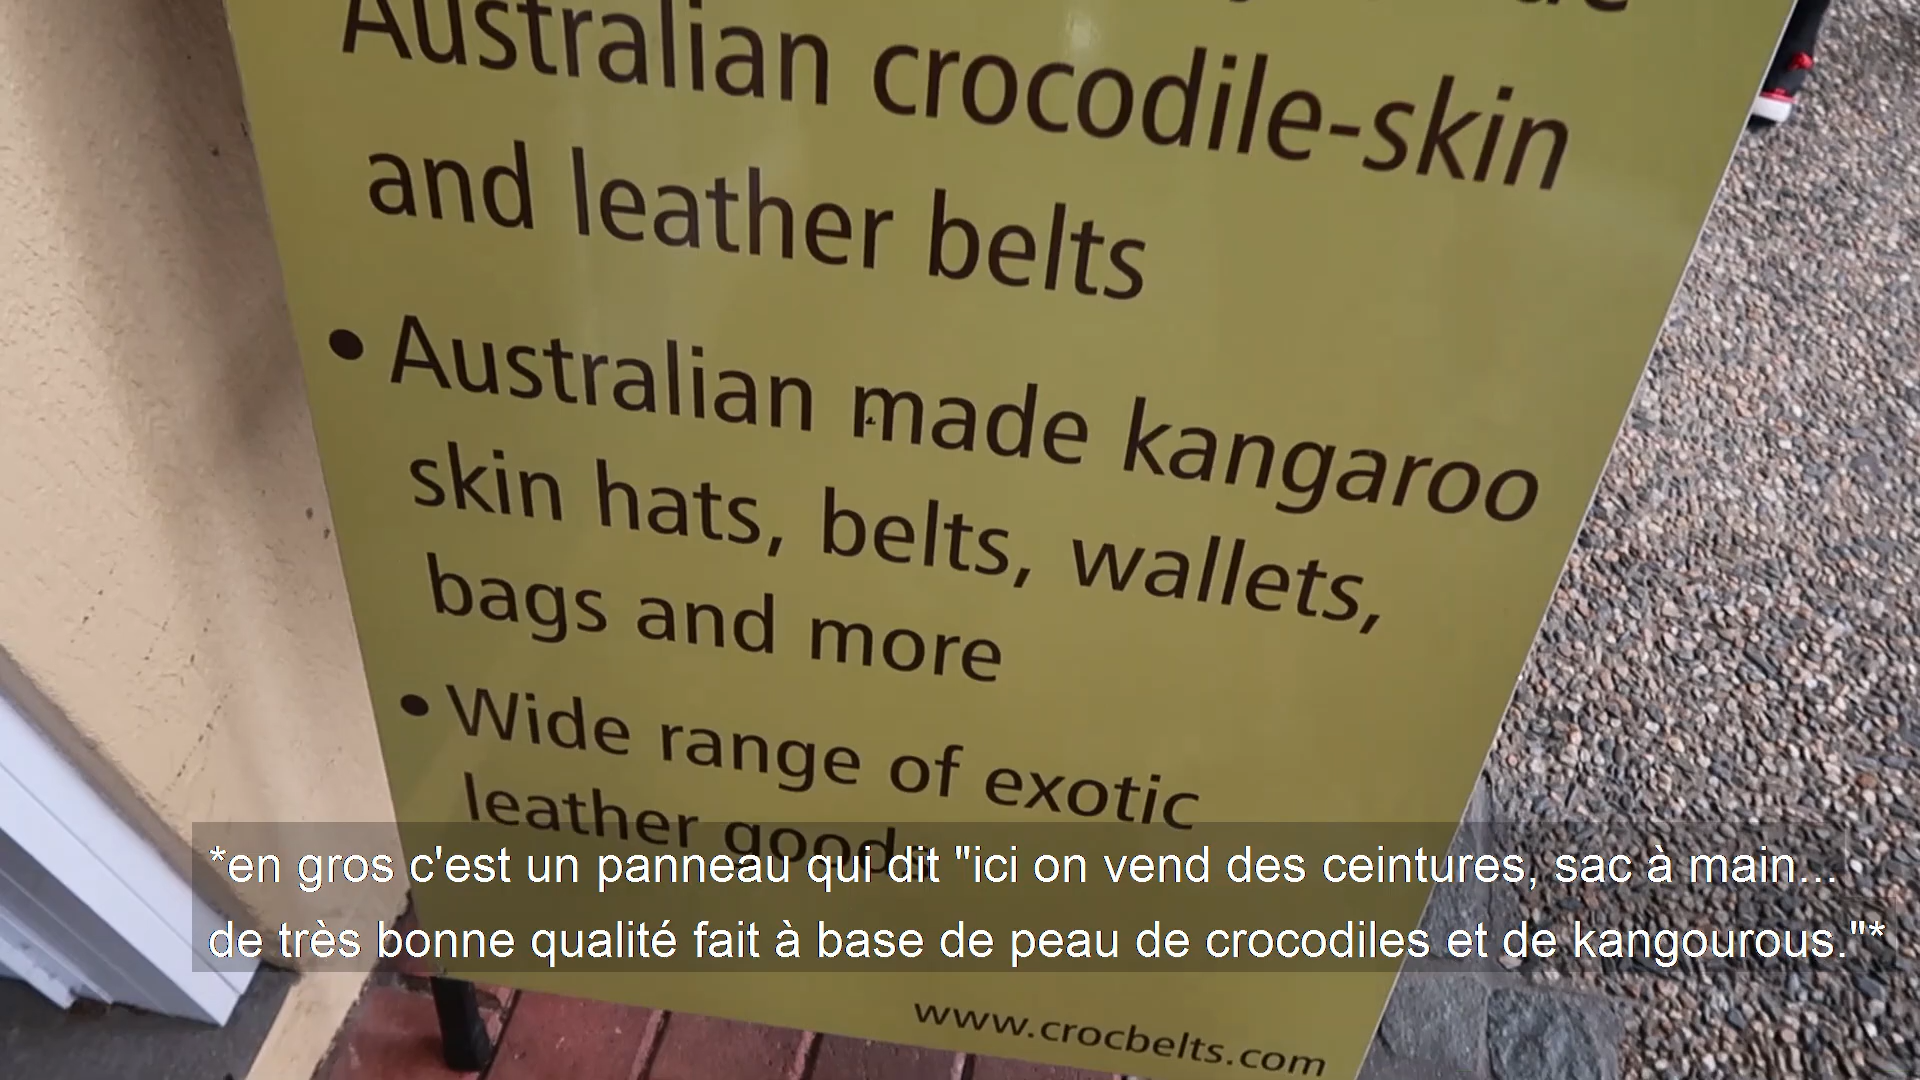 Australian crocodile-skin
and leather belts
• Australian made kangaroo
skin hats, belts, wallets,
bags and more
• Wide range of exotic
leather goods
*en gros c'est un panneau qui dit "ici on vend des ceintures, sac à main...
de très bonne qualité fait à base de peau de crocodiles et de kangourous."*
www.crocbelts.com